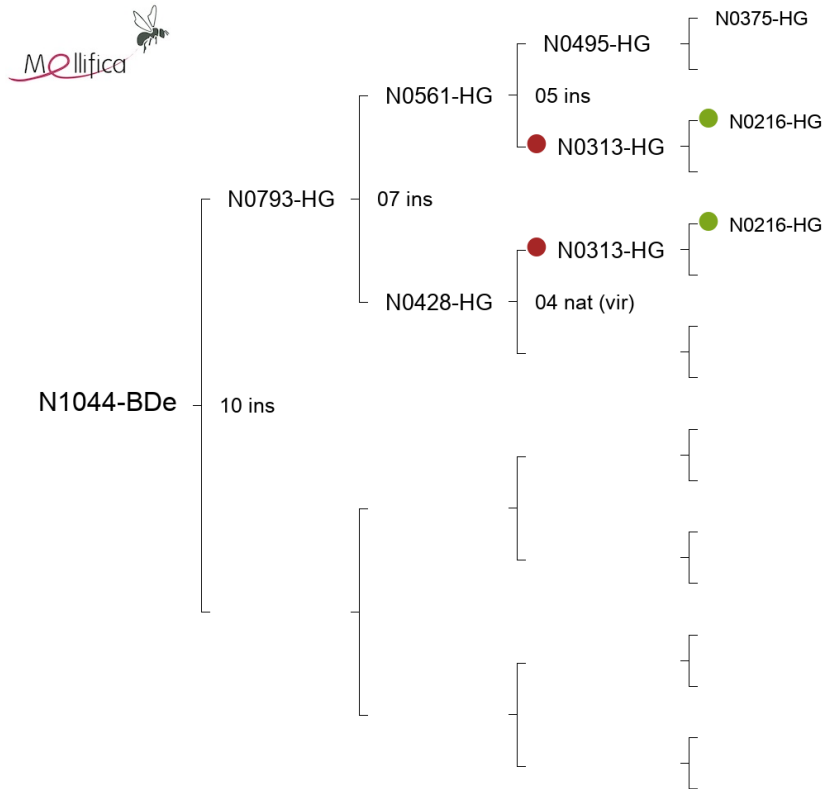 Mellifica
N0375-HG
N0495-HG
N0561-HG
05 ins
N0216-HG
N0313-HG
N0793-HG
07 ins
N0216-HG
N0313-HG
N0428-HG
04 nat (vir)
N1044-BDe
10 ins